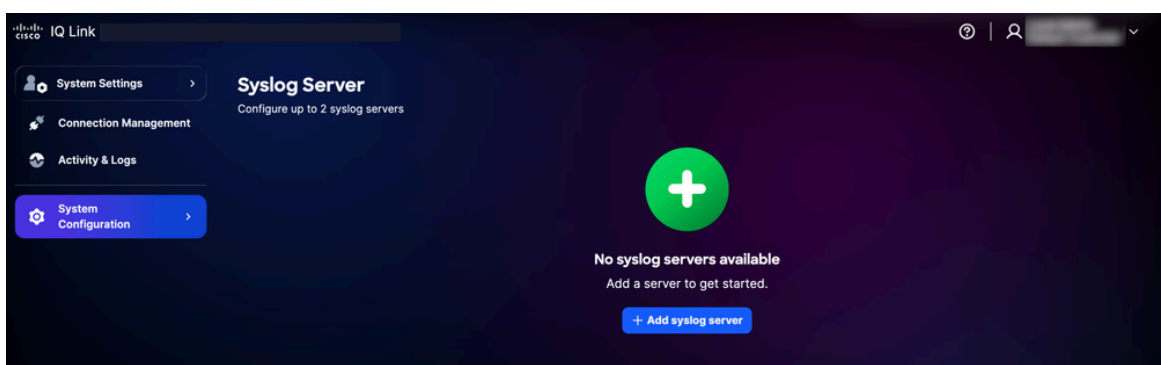 cisco IQ Link
System Settings
Connection Management
Activity & Logs
System
Configuration
Syslog Server
Configure up to 2 syslog servers
No syslog servers available
Add a server to get started.
+ Add syslog server